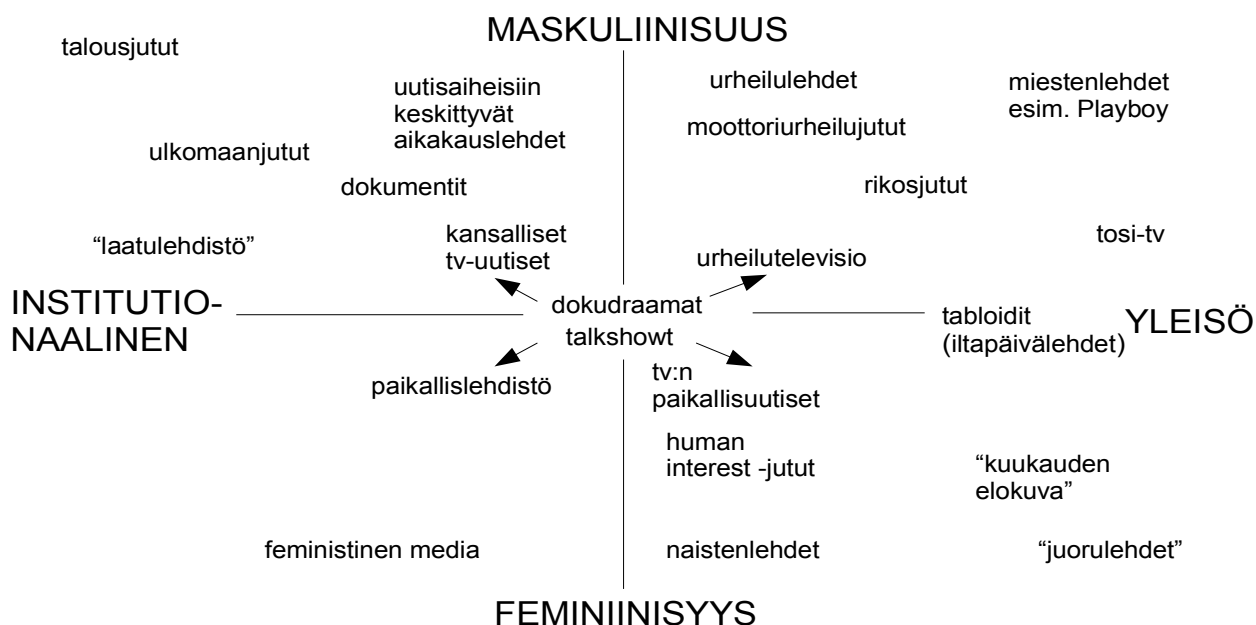 MASKULIINISUUS
talousjutut
uutisaiheisiin
keskittyvät
aikakauslehdet
urheilulehdet
miestenlehdet
esim. Playboy
moottoriurheilujutut
ulkomaanjutut
dokumentit
rikosjutut
“laatulehdistö”
kansalliset
tv-uutiset
urheilutelevisio
tosi-tv
INSTITUTIO-
NAALINEN
dokudraamat
talkshowt
tabloidit
(iltapäivälehdet)
YLEISÖ
paikallislehdistö
tv:n
paikallisuutiset
human
interest -jutut
“kuukauden
elokuva”
feministinen media
naistenlehdet
“juorulehdet”
FEMINIINISYYS